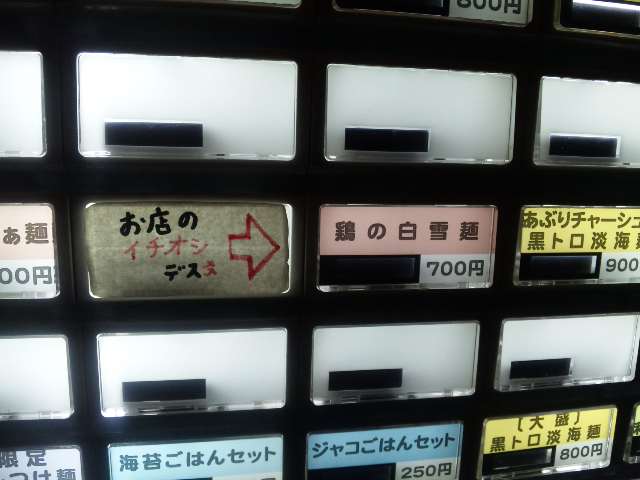 800円
お店の
イチオシ
デス
ぁ麺
00円
鶏の白雪麺
700円
あぶりチャーシュ
黒トロ淡海麺
900
限定
つけ麺
海苔ごはんセット
ジャコごはんセット
250円
〔大盛〕
黒トロ淡海麺
800円